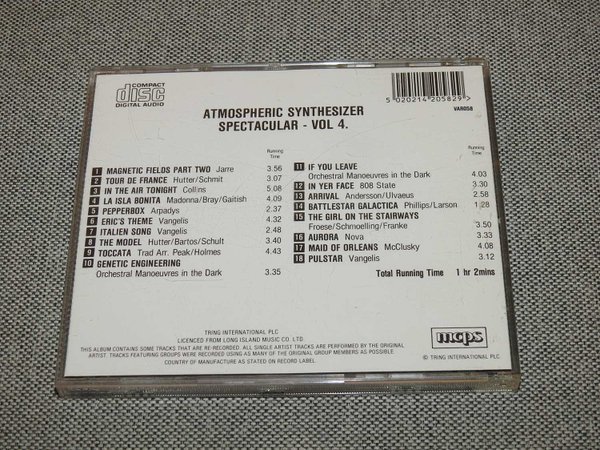 COMPACT
disc
DIGITAL AUDIO
5 020214 205829 >
VAR058
ATMOSPHERIC SYNTHESIZER
SPECTACULAR - VOL 4.
Running
Time
1 MAGNETIC FIELDS PART TWO Jarre 3.56
2 TOUR DE FRANCE Hutter/Schmit 3.07
3 IN THE AIR TONIGHT Collins 5.08
4 LA ISLA BONITA Madonna/Bray/Gaitish 4.09
5 PEPPERBOX Arpadys 2.37
6 ERIC'S THEME Vangelis 4.32
7 ITALIEN SONG Vangelis 2.48
8 THE MODEL Hutter/Bartos/Schult 3.40
9 TOCCATA Trad Arr. Peak/Holmes 4.43
10 GENETIC ENGINEERING
Orchestral Manoeuvres in the Dark 3.35
Running
Time
11 IF YOU LEAVE
Orchestral Manoeuvres in the Dark 4.03
12 IN YER FACE 808 State 3.30
13 ARRIVAL Andersson/Ulvaeus 2.58
14 BATTLESTAR GALACTICA Phillips/Larson 1.28
15 THE GIRL ON THE STAIRWAYS
Froese/Schmoelling/Franke 3.50
16 AURORA Nova 3.33
17 MAID OF ORLEANS McClusky 4.08
18 PULSTAR Vangelis 3.12
Total Running Time 1 hr 2mins
TRING INTERNATIONAL PLC
LICENCED FROM LONG ISLAND MUSIC CO. LTD.
THIS ALBUM CONTAINS SOME TRACKS THAT ARE RE-RECORDED. ALL SINGLE ARTIST TRACKS ARE PERFORMED BY THE ORIGINAL
ARTIST. TRACKS FEATURING GROUPS WERE RECORDED USING AS MANY OF THE ORIGINAL GROUP MEMBERS AS POSSIBLE.
COUNTRY OF MANUFACTURE AS STATED ON RECORD LABEL.
mcps
© TRING INTERNATIONAL PLC